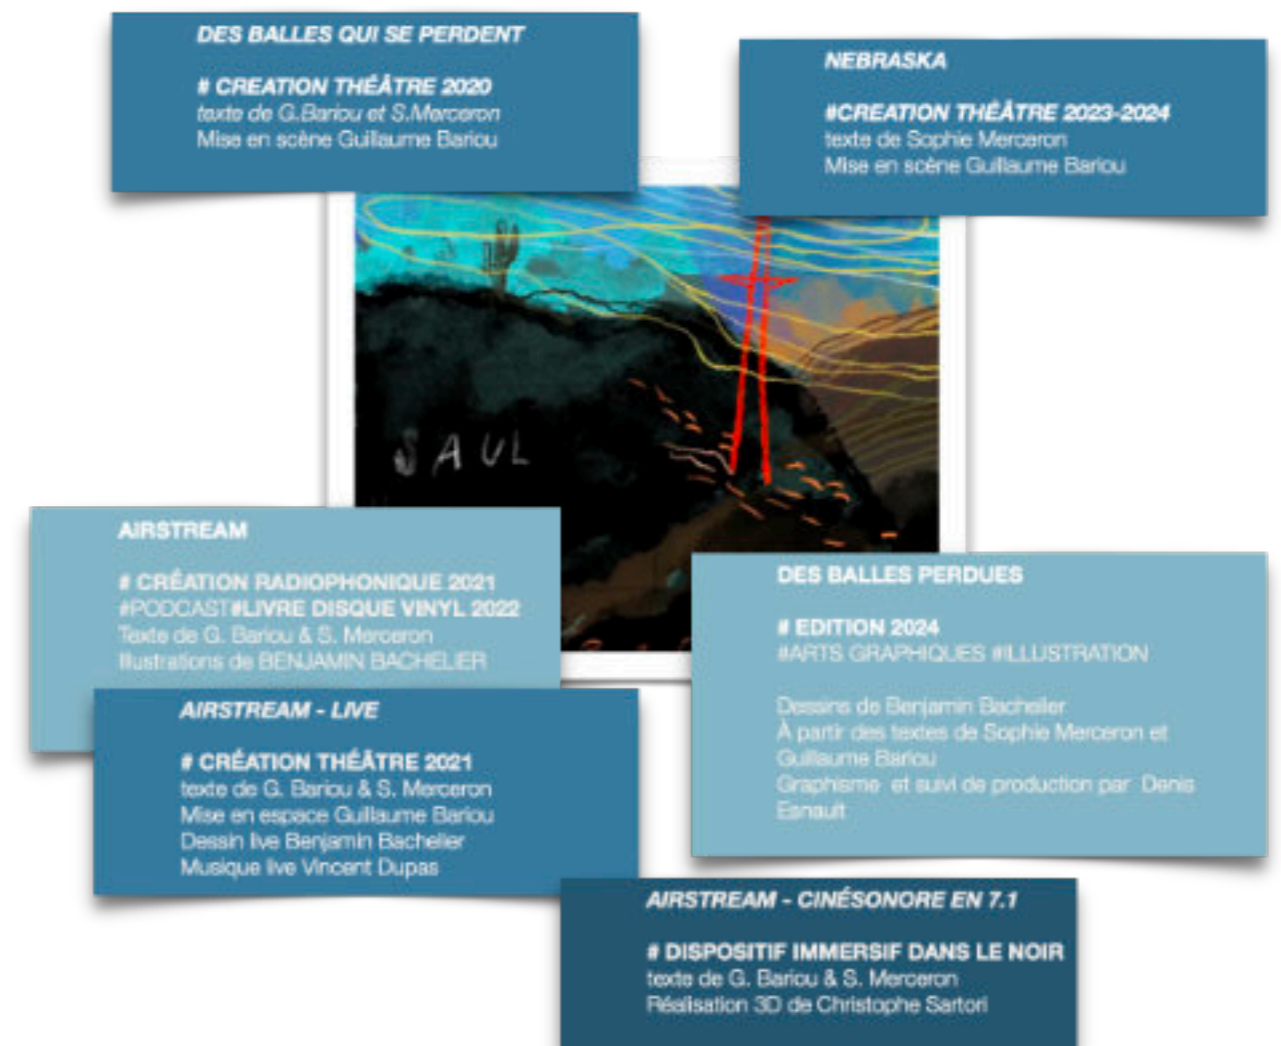 DES BALLES QUI SE PERDENT
# CREATION THÉÂTRE 2020
texte de G.Bariou et S.Merceron
Mise en scène Guillaume Bariou
NEBRASKA
#CREATION THÉÂTRE 2023-2024
texte de Sophie Merceron
Mise en scène Guillaume Bariou
SAUL
AIRSTREAM
# CRÉATION RADIOPHONIQUE 2021
#PODCAST#LIVRE DISQUE VINYL 2022
Texte de G. Bariou & S. Merceron
Illustrations de BENJAMIN BACHELIER
DES BALLES PERDUES
# EDITION 2024
#ARTS GRAPHIQUES #ILLUSTRATION
Dessins de Benjamin Bachelier
À partir des textes de Sophie Merceron et
Guillaume Bariou
Graphisme et suivi de production par Denis
Esnault
AIRSTREAM - LIVE
# CRÉATION THÉÂTRE 2021
texte de G. Bariou & S. Merceron
Mise en espace Guillaume Bariou
Dessin live Benjamin Bachelier
Musique live Vincent Dupas
AIRSTREAM - CINÉSONORE EN 7.1
# DISPOSITIF IMMERSIF DANS LE NOIR
texte de G. Bariou & S. Merceron
Réalisation 3D de Christophe Sartori